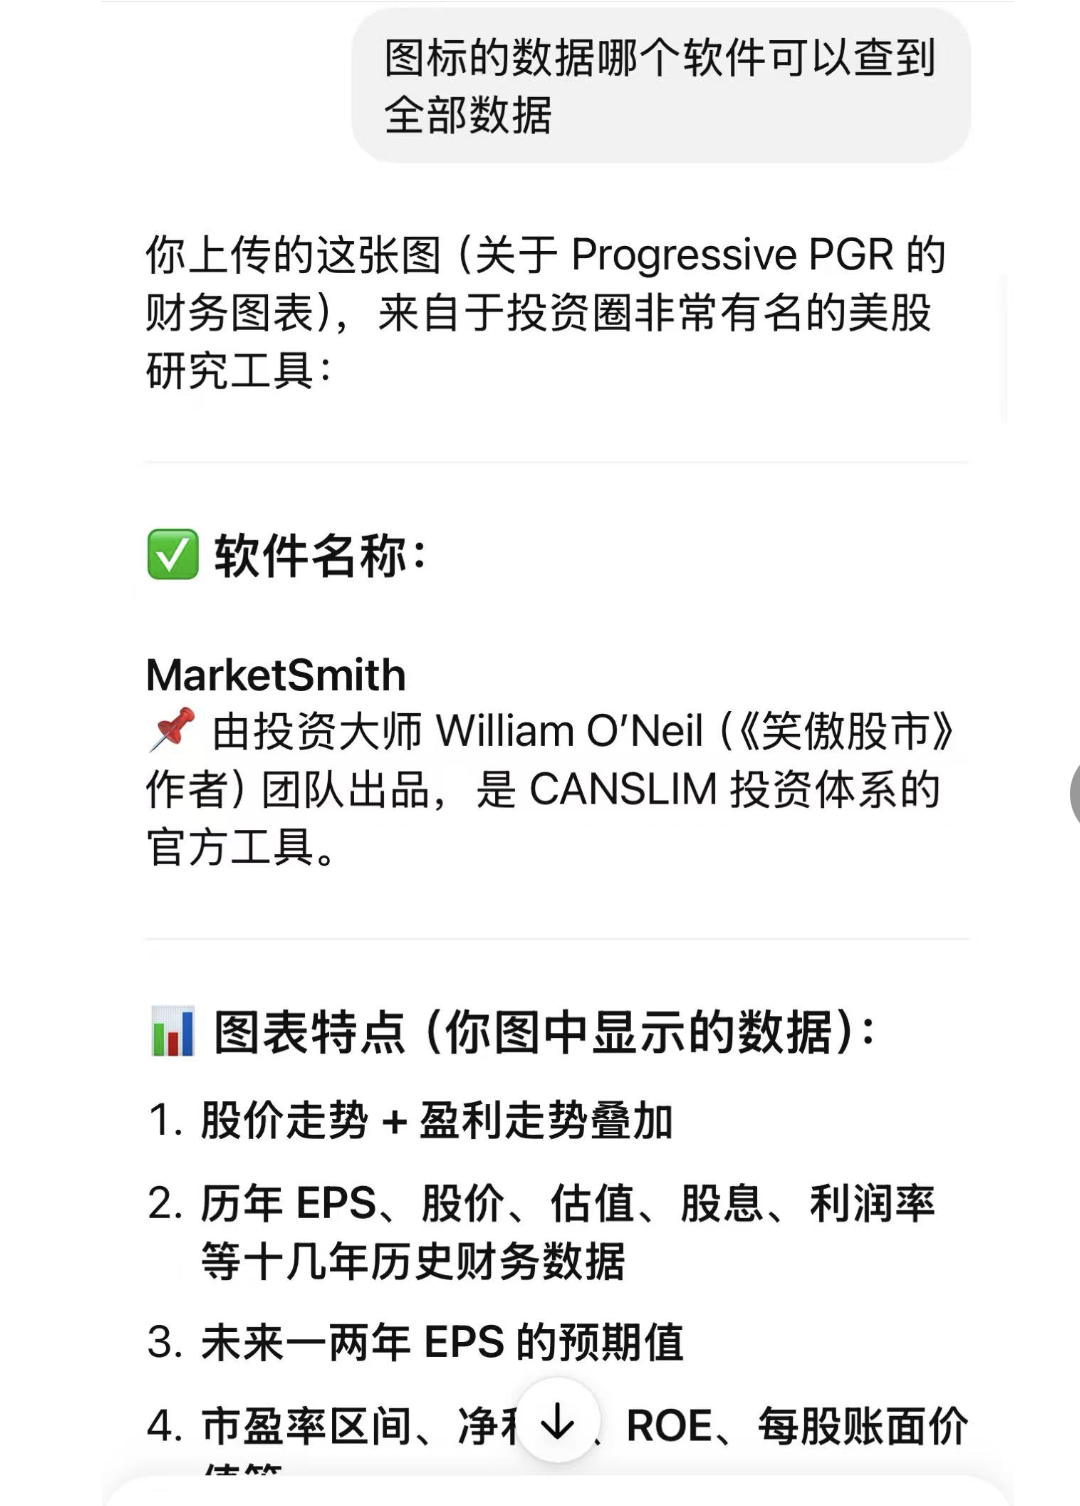 图标的数据哪个软件可以查到
全部数据
你上传的这张图（关于 Progressive PGR 的
财务图表），来自于投资圈非常有名的美股
研究工具：
✅ 软件名称：
MarketSmith
📌 由投资大师 William O’Neil（《笑傲股市》
作者）团队出品，是 CANSLIM 投资体系的
官方工具。
📊 图表特点（你图中显示的数据）：
1. 股价走势 + 盈利走势叠加
2. 历年 EPS、股价、估值、股息、利润率
等十几年历史财务数据
3. 未来一两年 EPS 的预期值
4. 市盈率区间、净、ROE、每股账面价